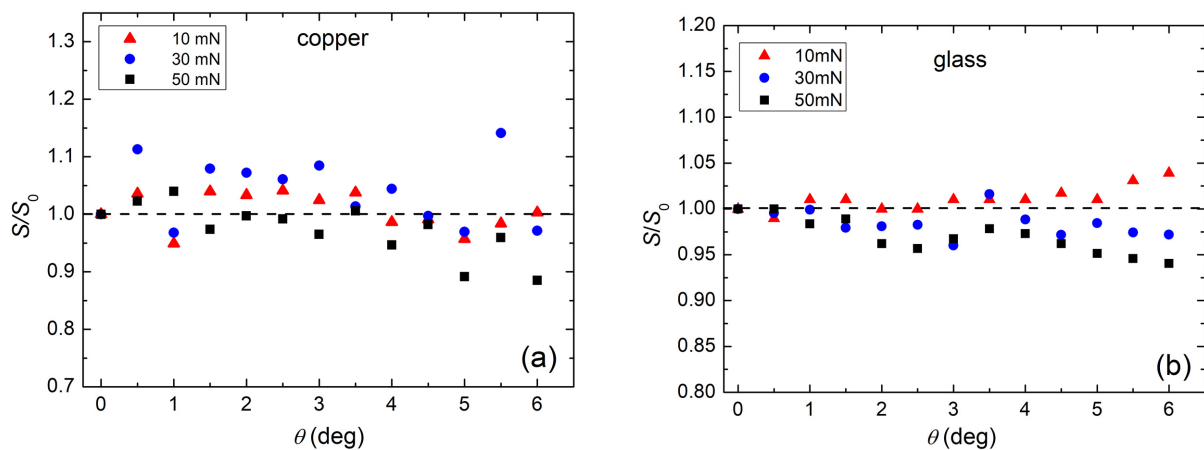 copper
10 mN
30 mN
50 mN
1.3
1.2
1.1
1.0
0.9
0.8
0.7
S/S0
0 1 2 3 4 5 6
θ (deg)
(a)
glass
10mN
30mN
50mN
1.20
1.15
1.10
1.05
1.00
0.95
0.90
0.85
0.80
S/S0
0 1 2 3 4 5 6
θ (deg)
(b)